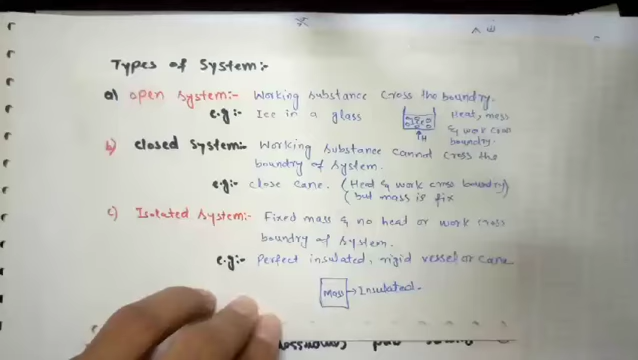 Types of System:-
a) open system:- Working substance cross the boundry.
e.g:- Ice in a glass
Heat, mass
& work cross
boundry.
H
b) closed system:- Working substance cannot cross the
boundry of system.
e.g:- close cane. (Heat & work cross boundry)
(but mass is fix
c) Isolated system:- Fixed mass & no heat or work cross
boundry of system.
e.g:- Perfect insulated, rigid vessel or cane
Mass → Insulated.